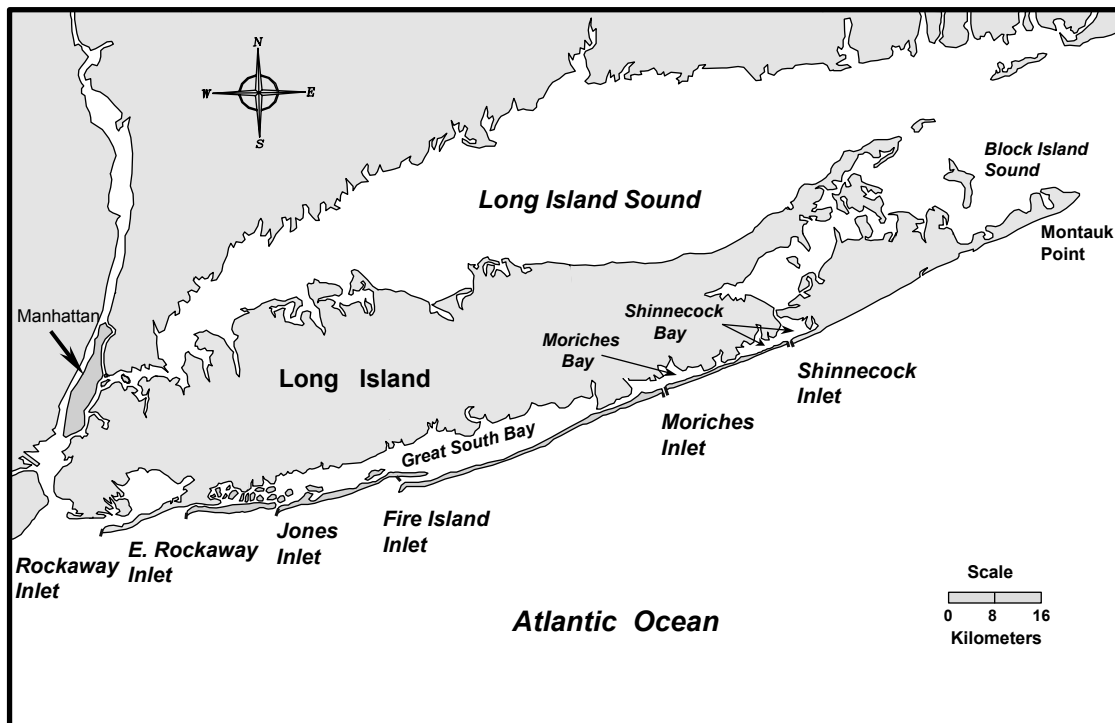 N
W
E
S
Block Island
Sound
Long Island Sound
Montauk
Point
Manhattan
Shinnecock
Bay
Moriches
Bay
Long Island
Shinnecock
Inlet
Moriches
Inlet
Great South Bay
Fire Island
Inlet
Jones
Inlet
E. Rockaway
Inlet
Rockaway
Inlet
Scale
0 8 16
Kilometers
Atlantic Ocean